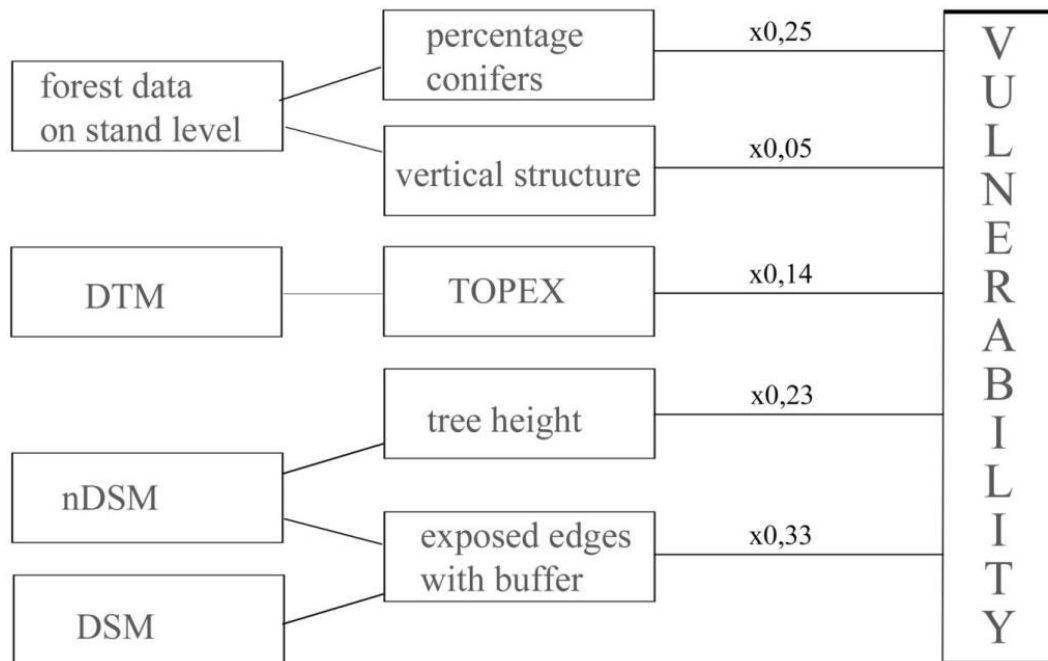 forest data
on stand level
DTM
nDSM
DSM
percentage
conifers
vertical structure
TOPEX
tree height
exposed edges
with buffer
x0,25
x0,05
x0,14
x0,23
x0,33
V
U
L
N
E
R
A
B
I
L
I
T
Y